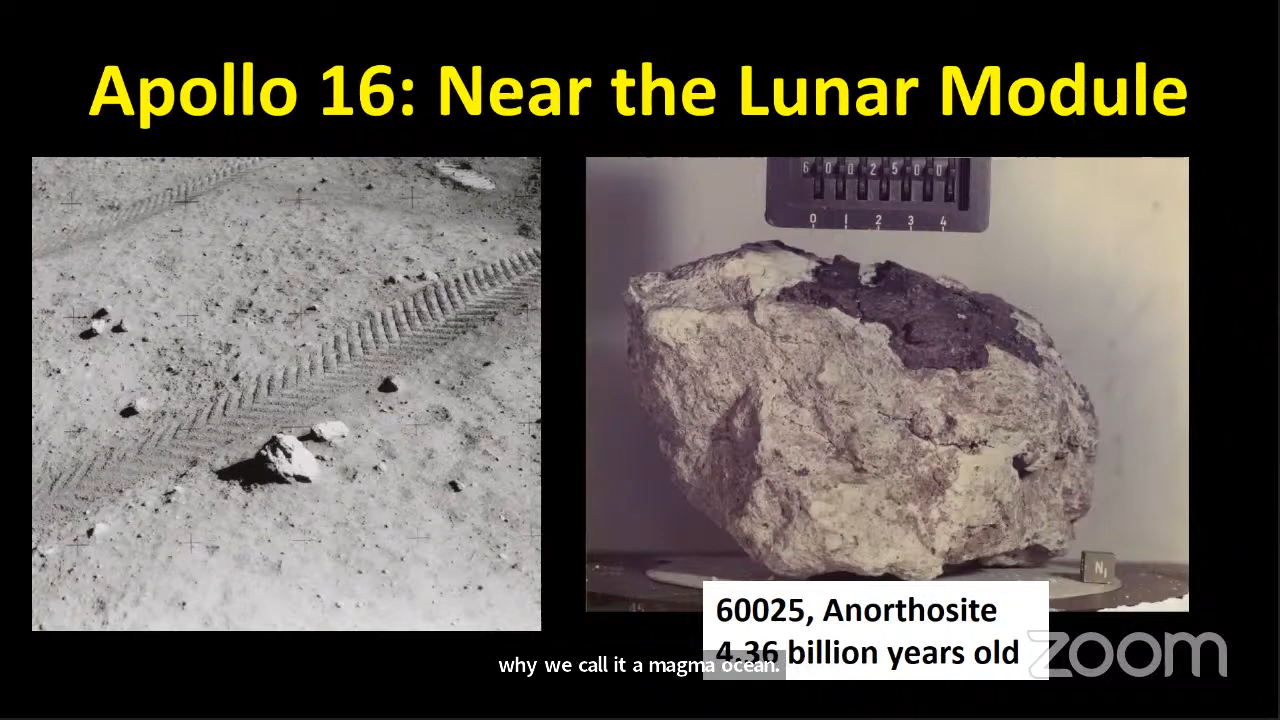 Apollo 16: Near the Lunar Module
6 0 0 2 5 0 0
0 1 2 3 4
N1
60025, Anorthosite
4.36 billion years old
why we call it a magma ocean.
zoom